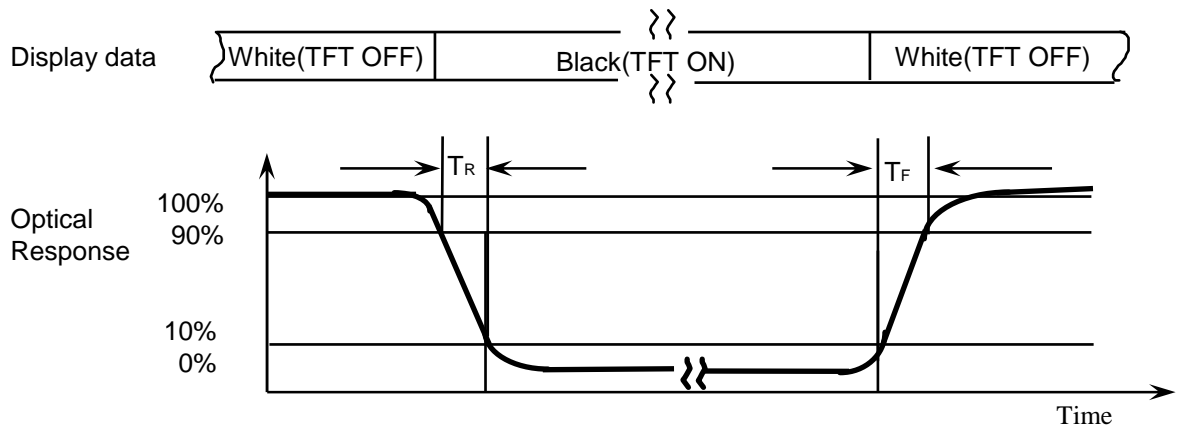 Display data
White(TFT OFF)
Black(TFT ON)
White(TFT OFF)
TR
TF
Optical
Response
100%
90%
10%
0%
Time